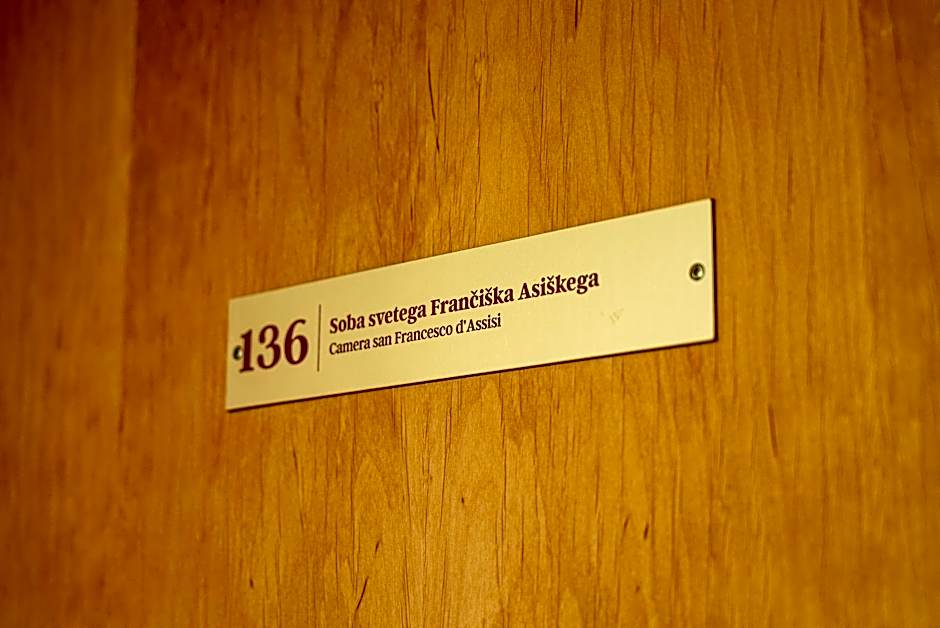 136
Soba svetega Frančiška Asiškega
Camera san Francesco d'Assisi